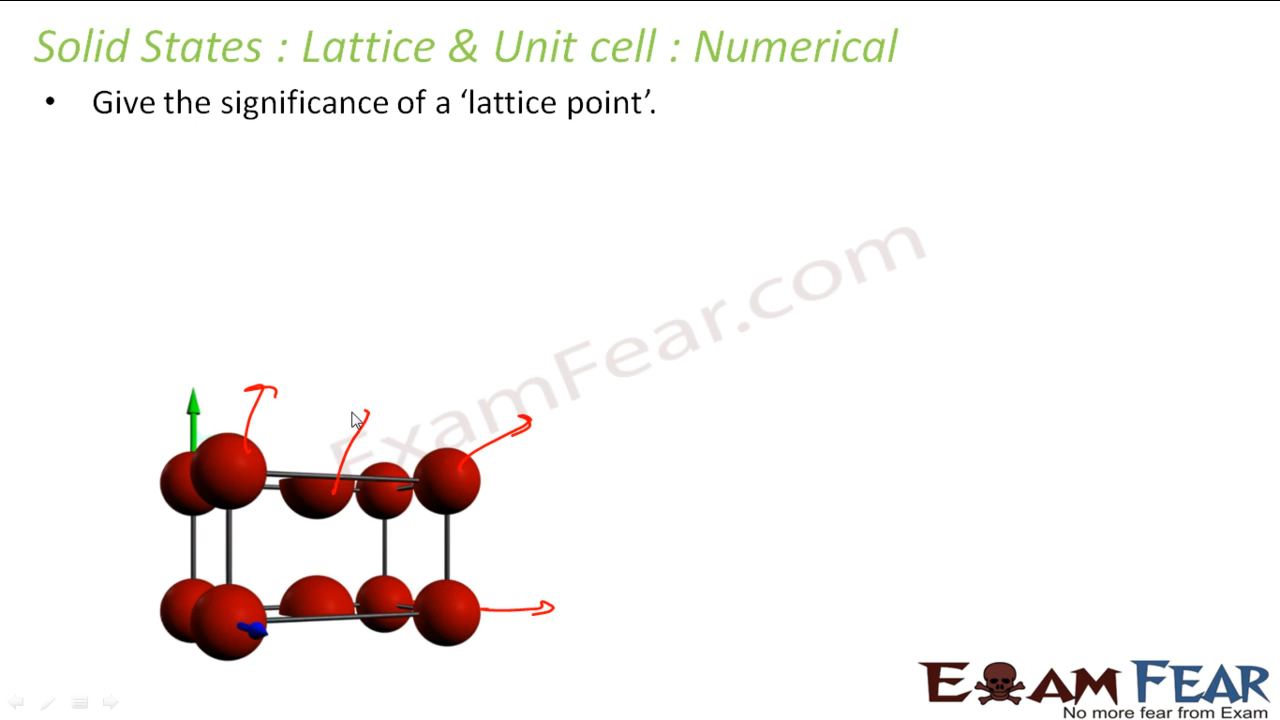 Solid States : Lattice & Unit cell : Numerical
• Give the significance of a ‘lattice point’.
ExamFear.com
EXAM FEAR
No more fear from Exam